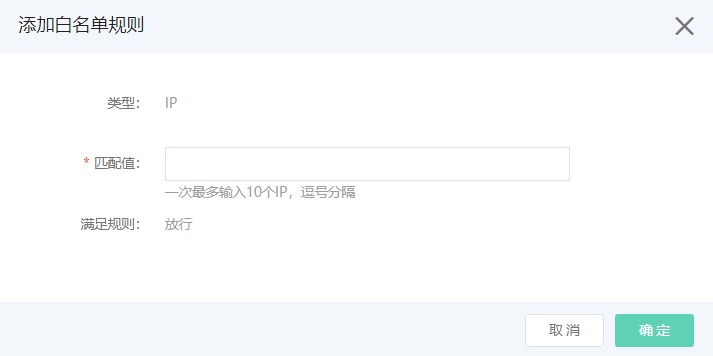 添加白名单规则
类型： IP
* 匹配值：
一次最多输入10个IP，逗号分隔
满足规则： 放行
取消 确定